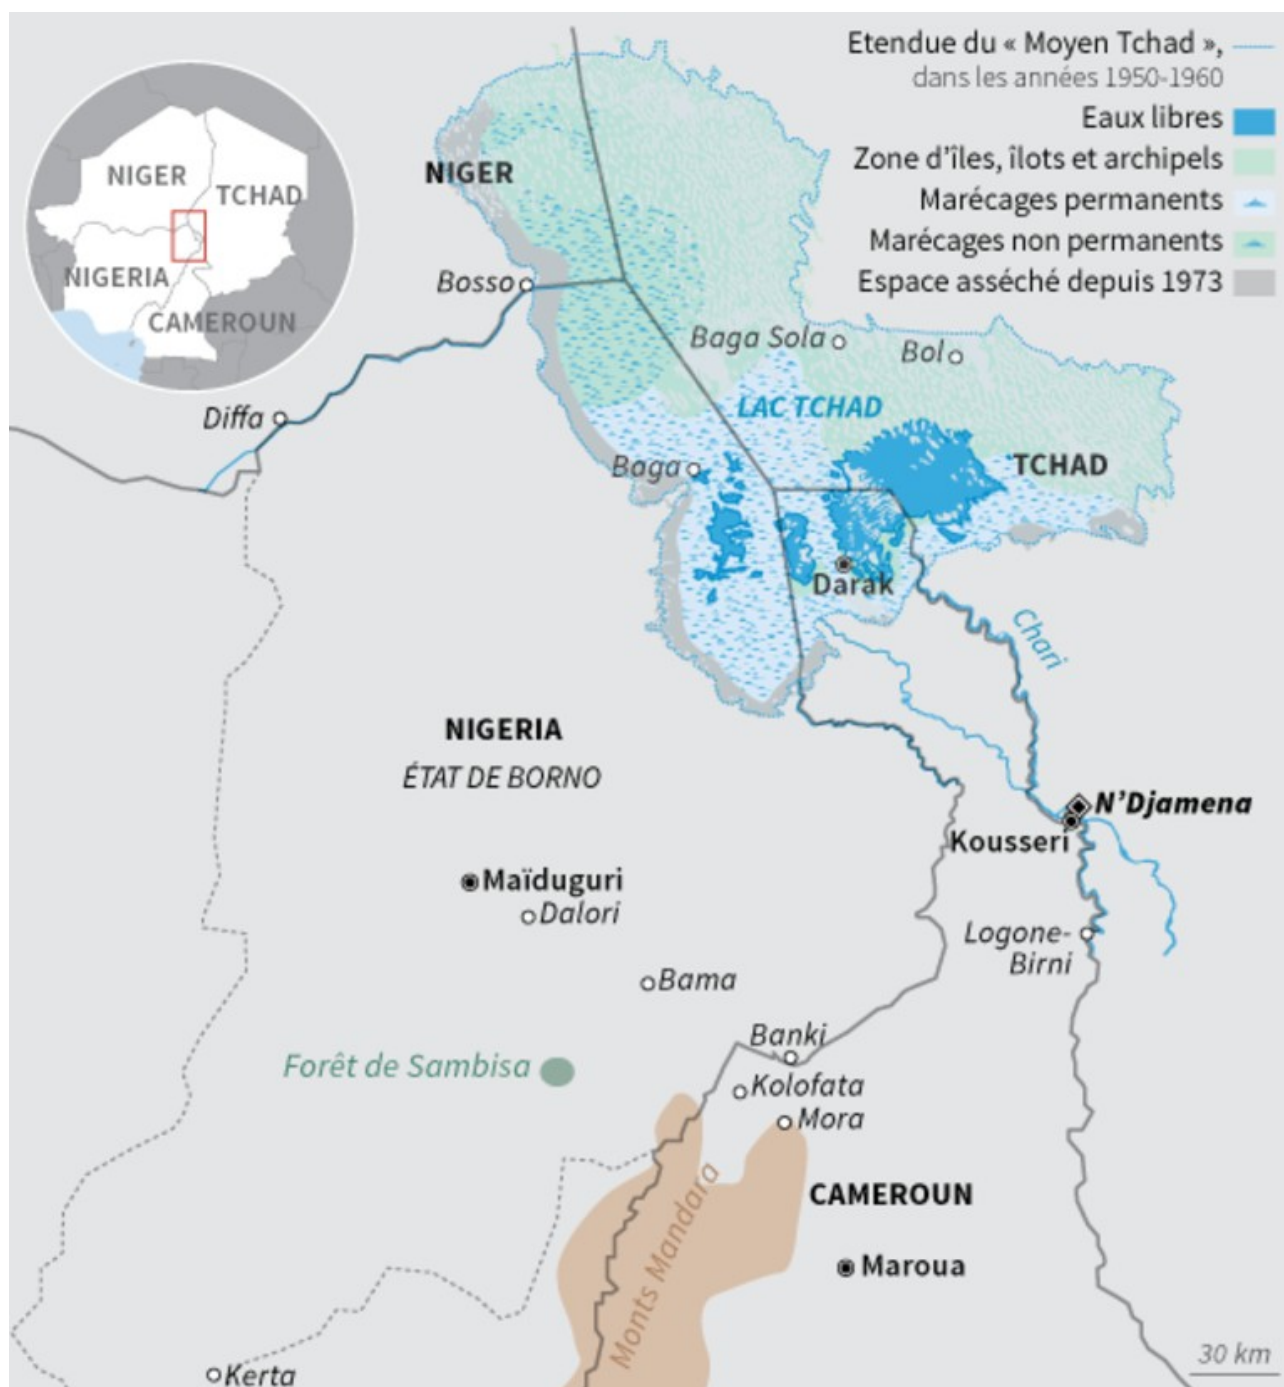 Etendue du « Moyen Tchad »,
dans les années 1950-1960
Eaux libres
Zone d'îles, îlots et archipels
Marécages permanents
Marécages non permanents
Espace asséché depuis 1973
NIGER
TCHAD
NIGERIA
CAMEROUN
NIGER
Bosso
Baga Sola
Bol
Diffa
LAC TCHAD
Baga
TCHAD
Darak
Chari
NIGERIA
ÉTAT DE BORNO
N'Djamena
Kousseri
Maïduguri
Dalori
Logone-
Birni
Bama
Banki
Forêt de Sambisa
Kolofata
Mora
Monts Mandara
CAMEROUN
Maroua
30 km
Kerta